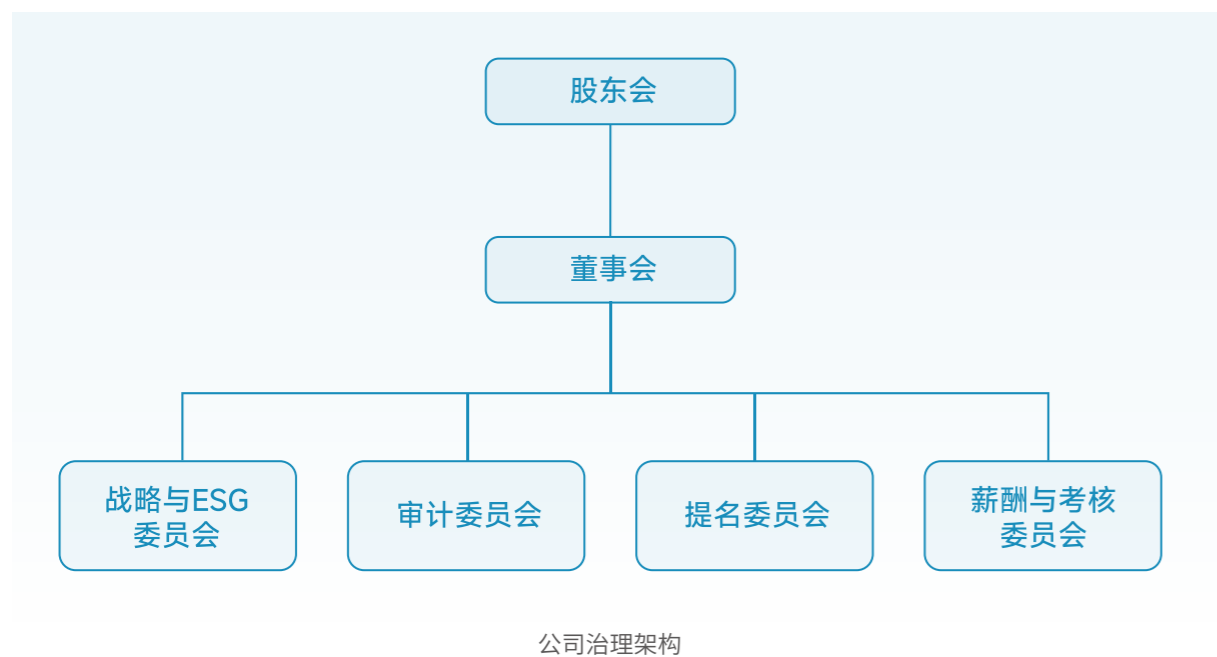 股东会
董事会
战略与ESG
委员会
审计委员会
提名委员会
薪酬与考核
委员会
公司治理架构